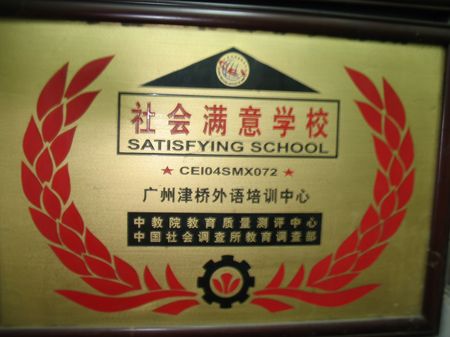 社会满意学校
SATISFYING SCHOOL
★ CEI04SMX072 ★
广州津桥外语培训中心
中教院教育质量测评中心
中国社会调查所教育调查部